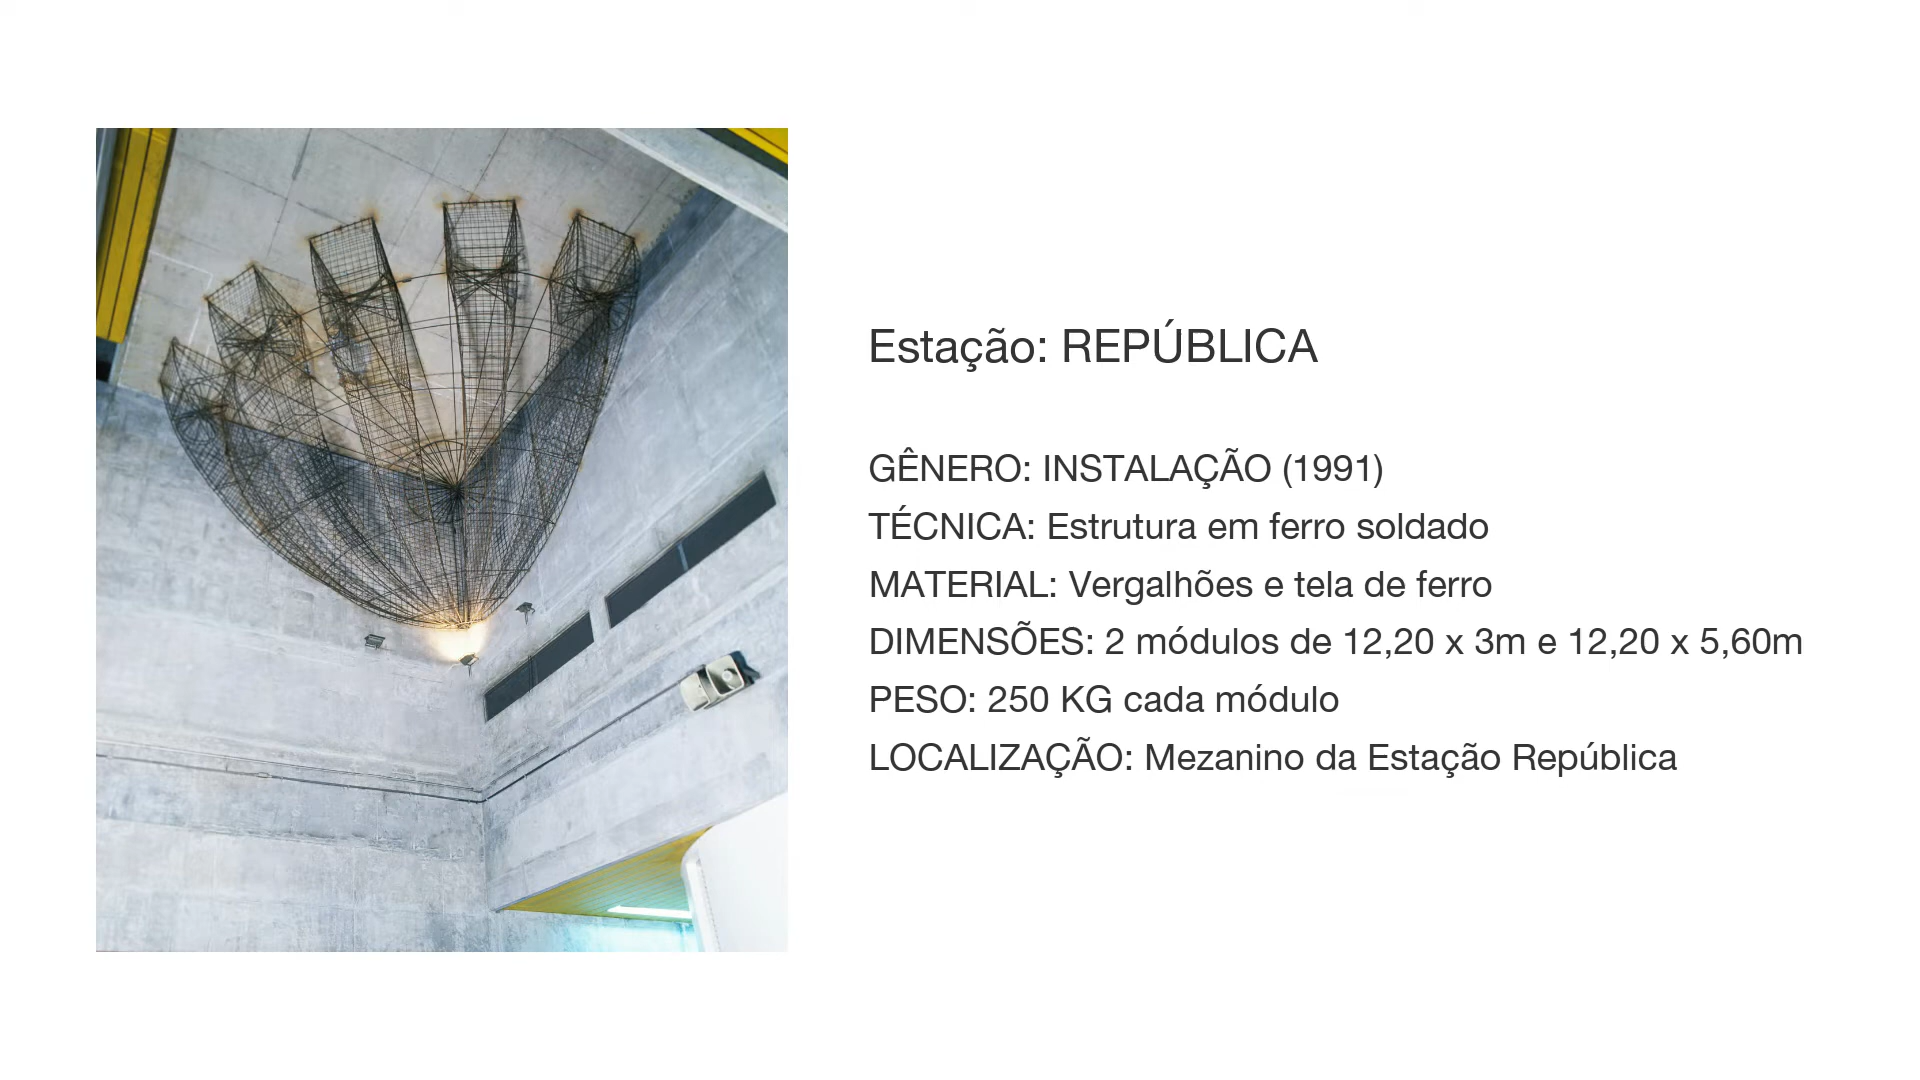 Estação: REPÚBLICA
GÊNERO: INSTALAÇÃO (1991)
TÉCNICA: Estrutura em ferro soldado
MATERIAL: Vergalhões e tela de ferro
DIMENSÕES: 2 módulos de 12,20 x 3m e 12,20 x 5,60m
PESO: 250 KG cada módulo
LOCALIZAÇÃO: Mezanino da Estação República